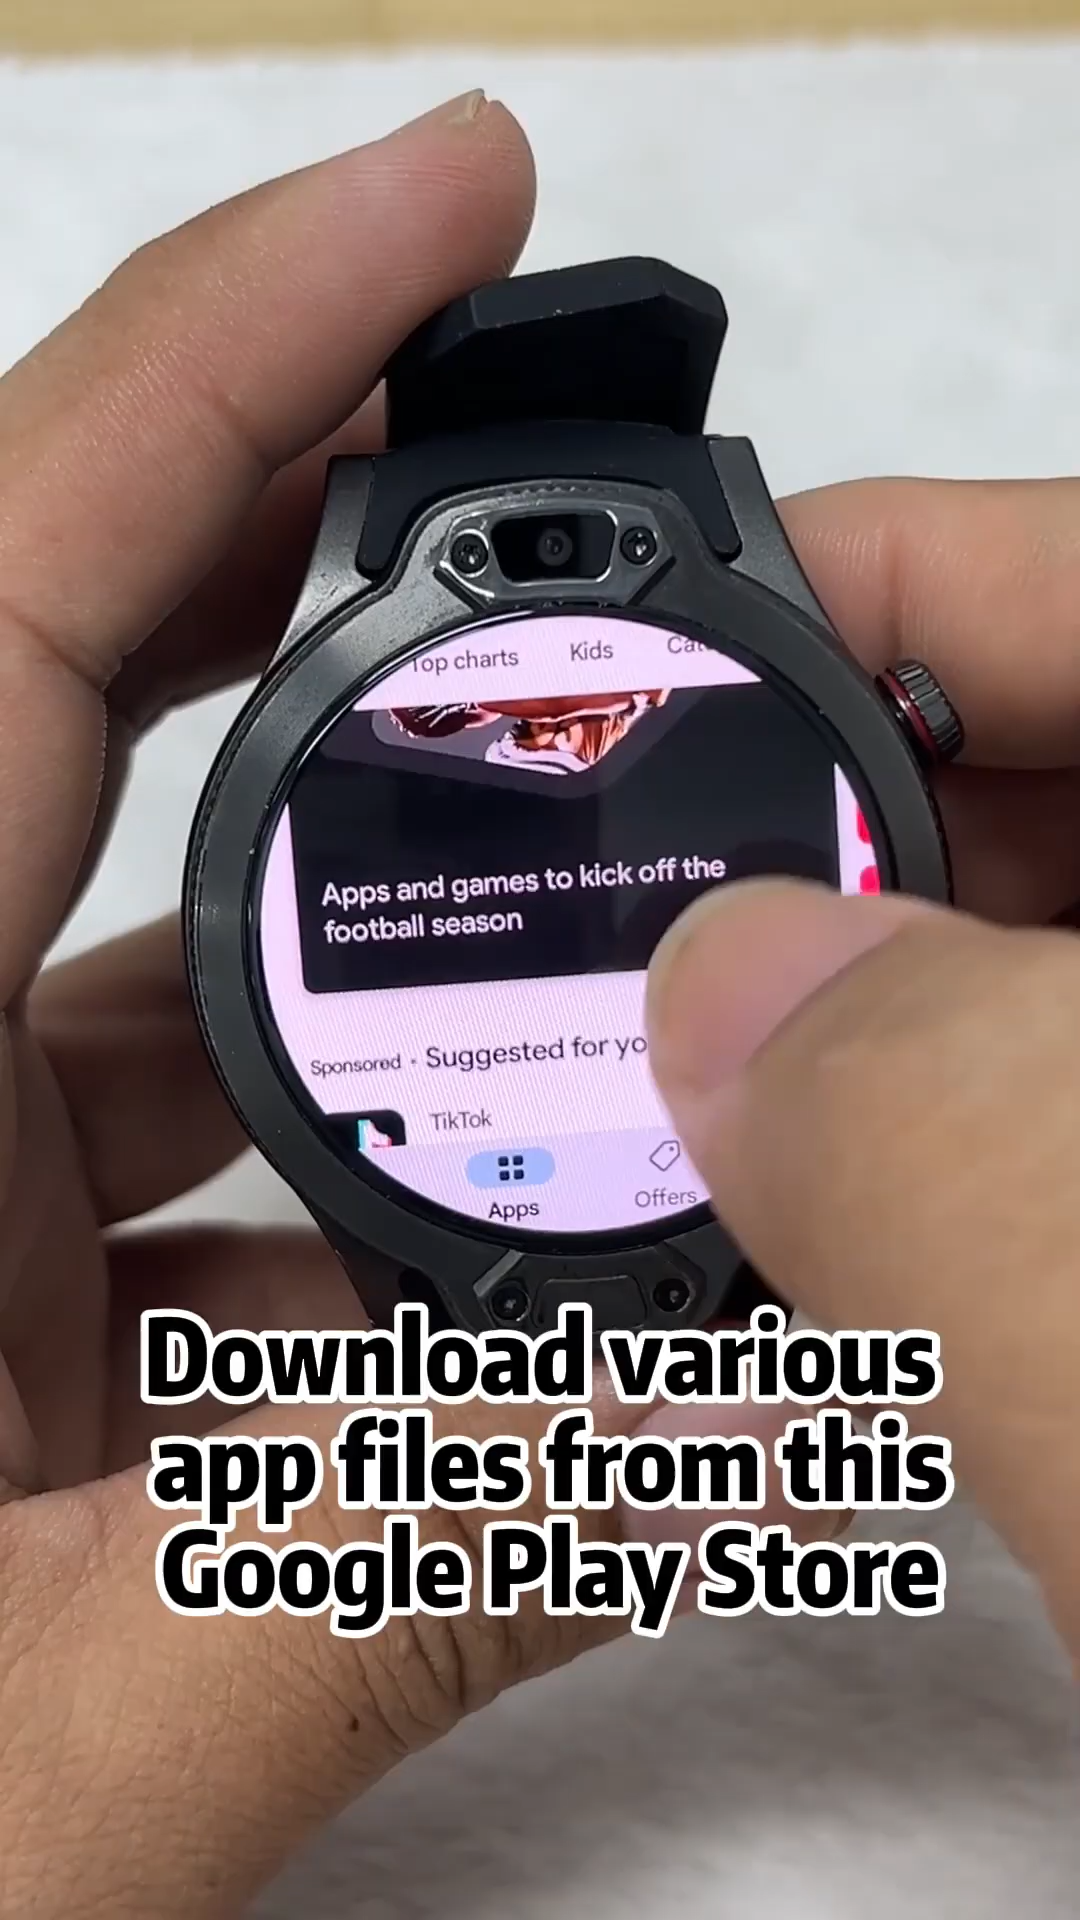 Top charts Kids
Apps and games to kick off the
football season
Sponsored · Suggested for yo
TikTok
Apps Offers
Download various
app files from this
Google Play Store